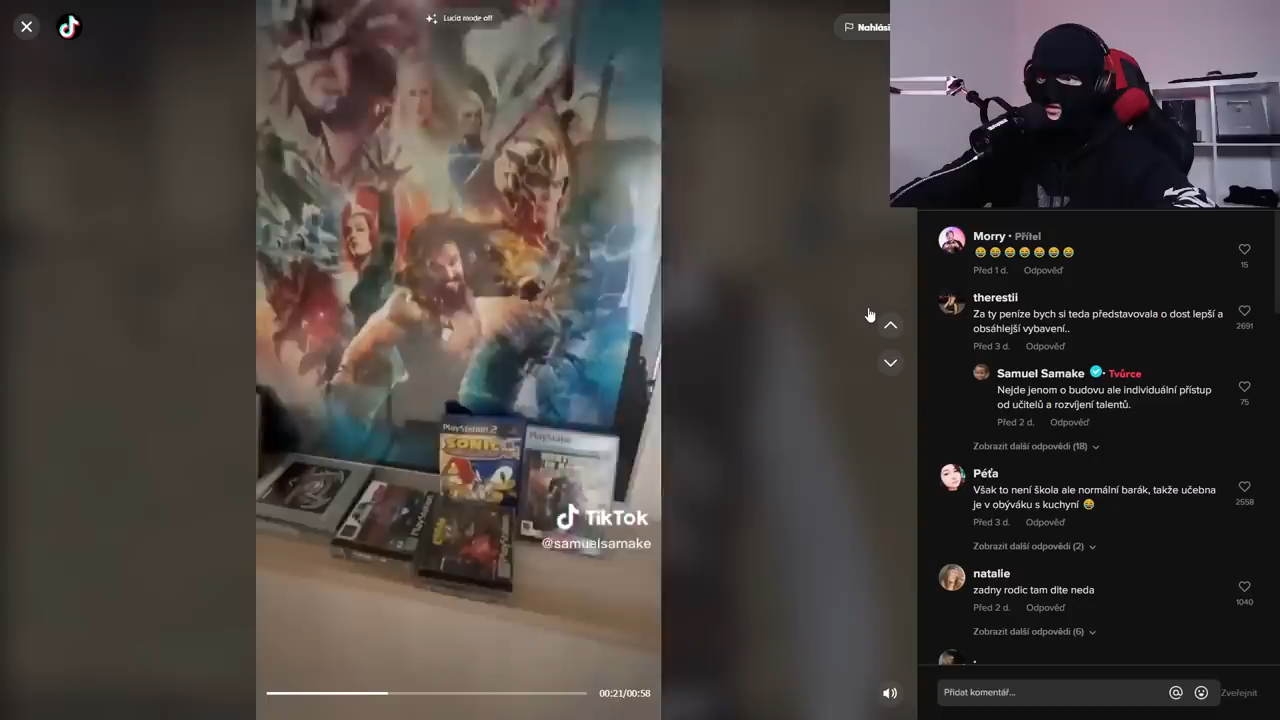 Lucid mode off
Nahlási
PlayStation 2
SONIC
PlayStation
TikTok
@samuelsamake
00:21/00:58
Morry · Přítel
😂😂😂😂😂😂😂
Před 1 d. Odpověď
15
therestii
Za ty peníze bych si teda představovala o dost lepší a
obsáhlejší vybavení..
2691
Před 3 d. Odpověď
Samuel Samake · Tvůrce
Nejde jenom o budovu ale individuální přístup
od učitelů a rozvíjení talentů.
75
Před 2 d. Odpověď
Zobrazit další odpovědi (18)
Péťa
Však to není škola ale normální barák, takže učebna
je v obýváku s kuchyní 😂
2558
Před 3 d. Odpověď
Zobrazit další odpovědi (2)
natalie
zadny rodic tam dite neda
1040
Před 2 d. Odpověď
Zobrazit další odpovědi (6)
.
Přidat komentář...
Zveřejnit